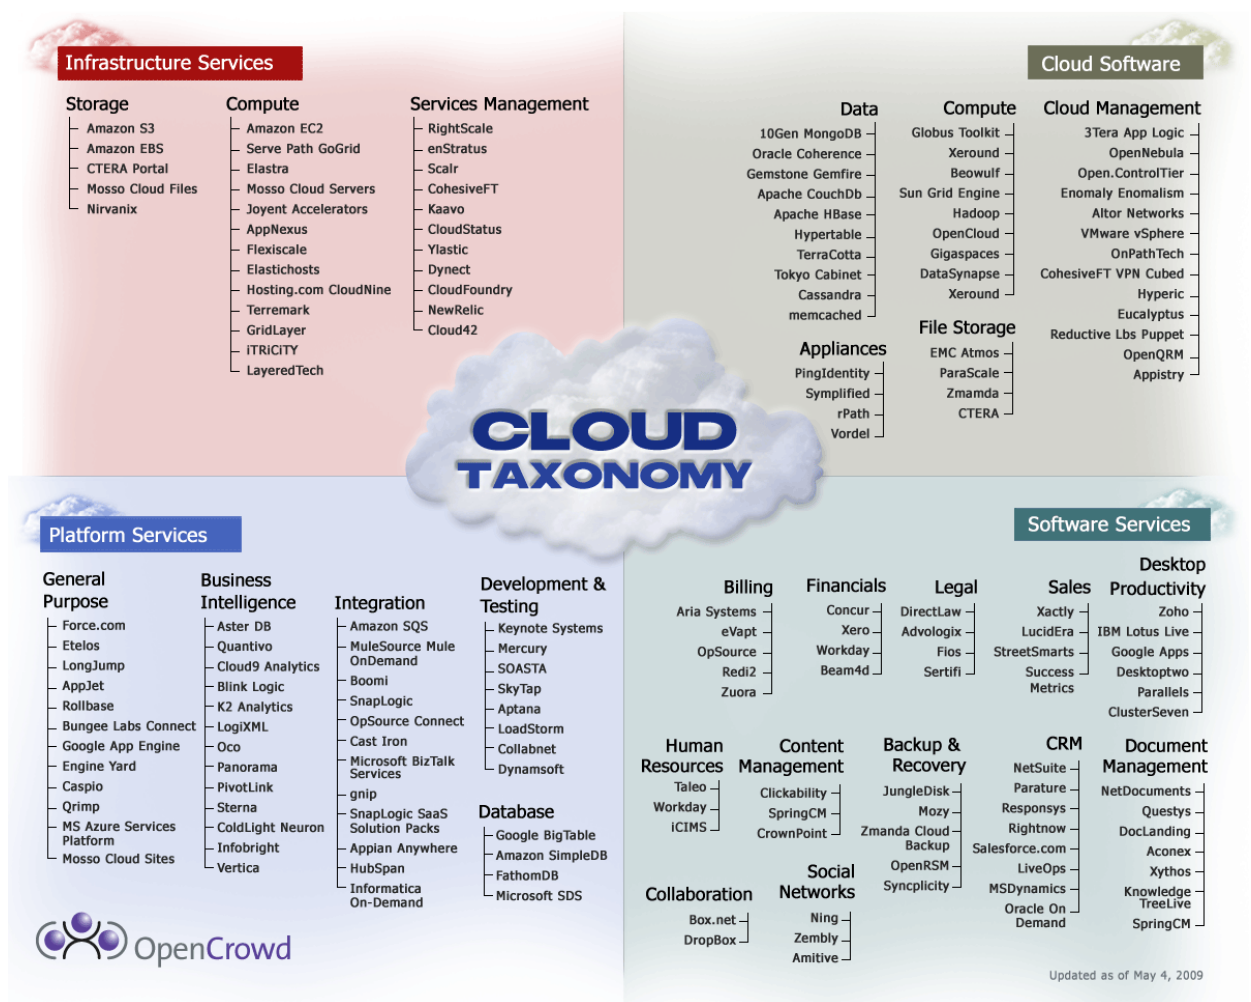 Infrastructure Services
Storage
Amazon S3
Amazon EBS
CTERA Portal
Mosso Cloud Files
Nirvanix
Compute
Amazon EC2
Serve Path GoGrid
Elastra
Mosso Cloud Servers
Joyent Accelerators
AppNexus
Flexiscale
Elastichosts
Hosting.com CloudNine
Terremark
GridLayer
iTRiCiTY
LayeredTech
Services Management
RightScale
enStratus
Scalr
CohesiveFT
Kaavo
CloudStatus
Ylastic
Dynect
CloudFoundry
NewRelic
Cloud42
Cloud Software
Data
10Gen MongoDB
Oracle Coherence
Gemstone Gemfire
Apache CouchDb
Apache HBase
Hypertable
TerraCotta
Tokyo Cabinet
Cassandra
memcached
Appliances
PingIdentity
Symplified
rPath
Vordel
Compute
Globus Toolkit
Xeround
Beowulf
Sun Grid Engine
Hadoop
OpenCloud
Gigaspaces
DataSynapse
Xeround
File Storage
EMC Atmos
ParaScale
Zmamda
CTERA
Cloud Management
3Tera App Logic
OpenNebula
Open.ControlTier
Enomaly Enomalism
Altor Networks
VMware vSphere
OnPathTech
CohesiveFT VPN Cubed
Hyperic
Eucalyptus
Reductive Lbs Puppet
OpenQRM
Appistry
CLOUD
TAXONOMY
Platform Services
General
Purpose
Force.com
Etelos
LongJump
AppJet
Rollbase
Bungee Labs Connect
Google App Engine
Engine Yard
Caspio
Qrimp
MS Azure Services
Platform
Mosso Cloud Sites
Business
Intelligence
Aster DB
Quantivo
Cloud9 Analytics
Blink Logic
K2 Analytics
LogiXML
Oco
Panorama
PivotLink
Sterna
ColdLight Neuron
Infobright
Vertica
Integration
Amazon SQS
MuleSource Mule
OnDemand
Boomi
SnapLogic
OpSource Connect
Cast Iron
Microsoft BizTalk
Services
gnip
SnapLogic SaaS
Solution Packs
Appian Anywhere
HubSpan
Informatica
On-Demand
Development &
Testing
Keynote Systems
Mercury
SOASTA
SkyTap
Aptana
LoadStorm
Collabnet
Dynamsoft
Database
Google BigTable
Amazon SimpleDB
FathomDB
Microsoft SDS
OpenCrowd
Software Services
Billing
Aria Systems
eVapt
OpSource
Redi2
Zuora
Financials
Concur
Xero
Workday
Beam4d
Legal
DirectLaw
Advologix
Fios
Sertifi
Sales
Xactly
LucidEra
StreetSmarts
Success
Metrics
Desktop
Productivity
Zoho
IBM Lotus Live
Google Apps
Desktoptwo
Parallels
ClusterSeven
Human
Resources
Taleo
Workday
iCIMS
Content
Management
Clickability
SpringCM
CrownPoint
Backup &
Recovery
JungleDisk
Mozy
Zmanda Cloud
Backup
OpenRSM
Syncplicity
CRM
NetSuite
Parature
Responsys
Rightnow
Salesforce.com
LiveOps
MSDynamics
Oracle On
Demand
Document
Management
NetDocuments
Questys
DocLanding
Aconex
Xythos
Knowledge
TreeLive
SpringCM
Collaboration
Box.net
DropBox
Social
Networks
Ning
Zembly
Amitive
Updated as of May 4, 2009